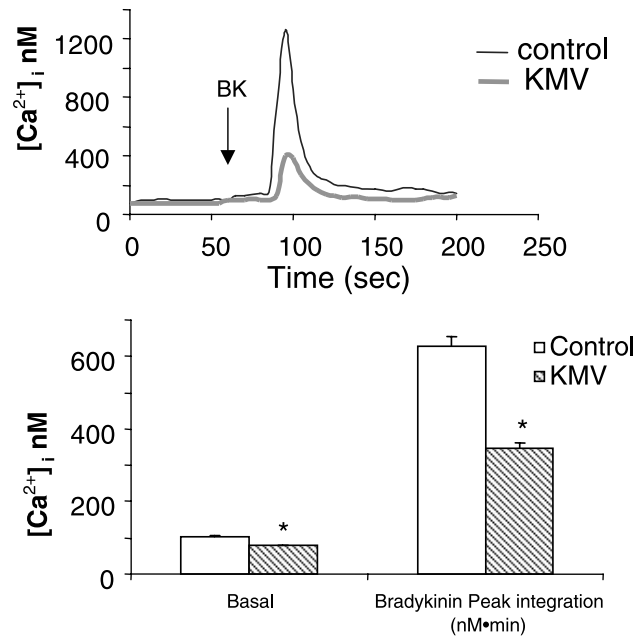 [Ca2+]i nM
1200
800
400
0
BK
control
KMV
0 50 100 150 200 250
Time (sec)
[Ca2+]i nM
600
400
200
0
Control
KMV
*
*
Basal
Bradykinin Peak integration
(nM•min)